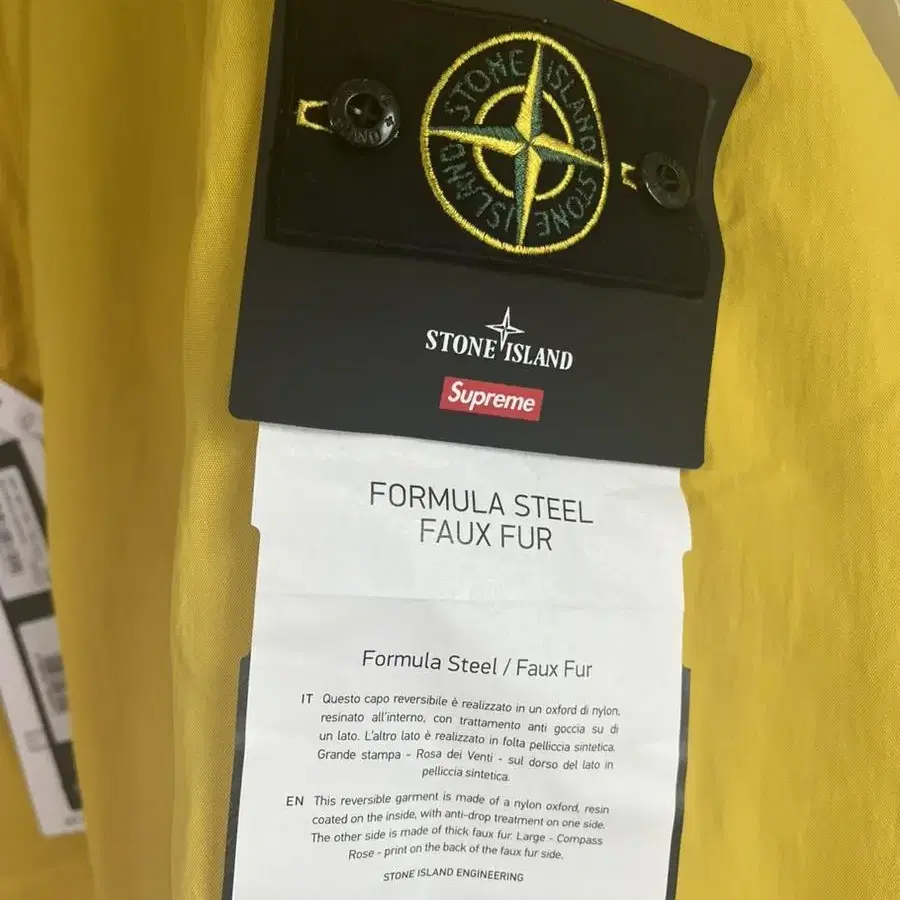 STONE ISLAND STONE ISLAND
STONE ISLAND
Supreme
FORMULA STEEL
FAUX FUR
Formula Steel / Faux Fur
IT Questo capo reversibile è realizzato in un oxford di nylon,
resinato all'interno, con trattamento anti goccia su di
un lato. L'altro lato è realizzato in folta pelliccia sintetica.
Grande stampa - Rosa dei Venti - sul dorso del lato in
pelliccia sintetica.
EN This reversible garment is made of a nylon oxford, resin
coated on the inside, with anti-drop treatment on one side.
The other side is made of thick faux fur. Large - Compass
Rose - print on the back of the faux fur side.
STONE ISLAND ENGINEERING